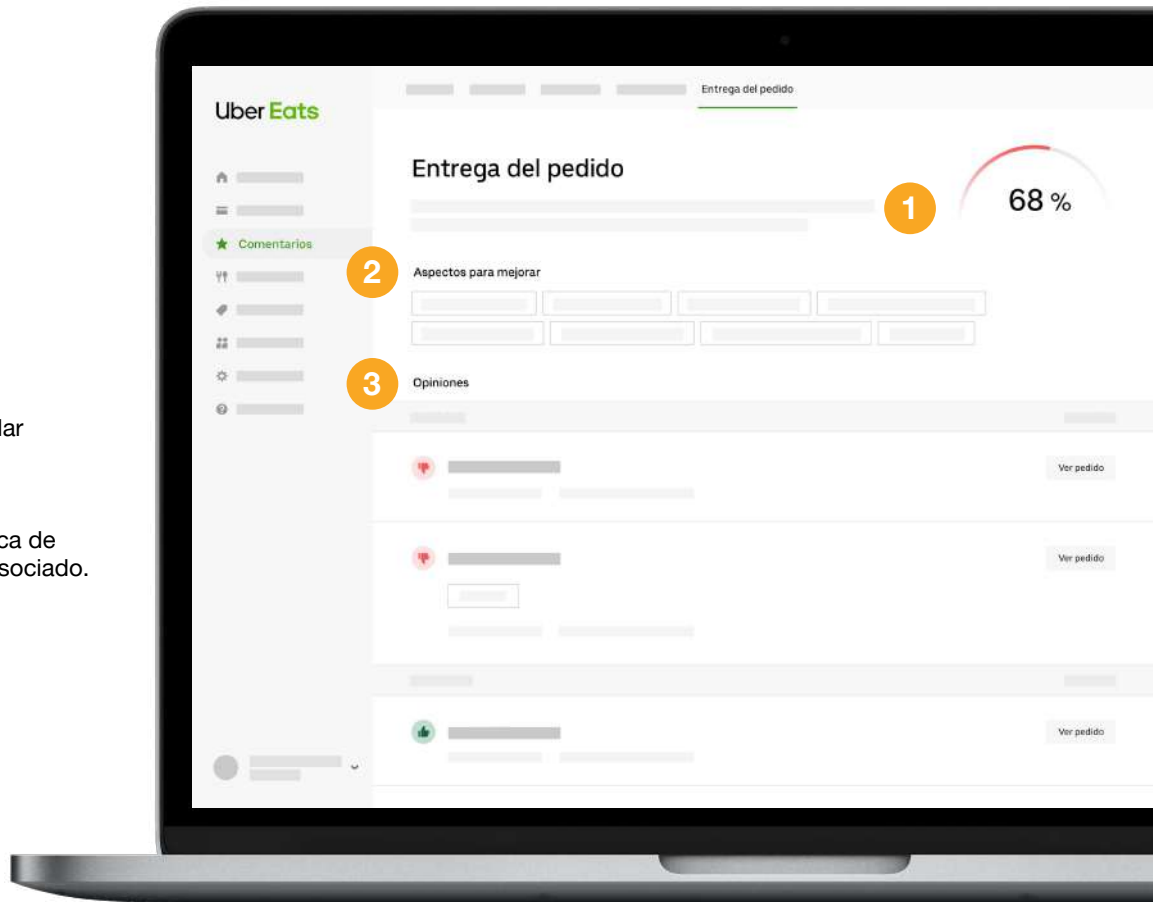 Uber Eats
Entrega del pedido
Entrega del pedido
1
68 %
Comentarios
2
Aspectos para mejorar
3
Opiniones
Ver pedido
Ver pedido
Ver pedido
ca de
sociado.